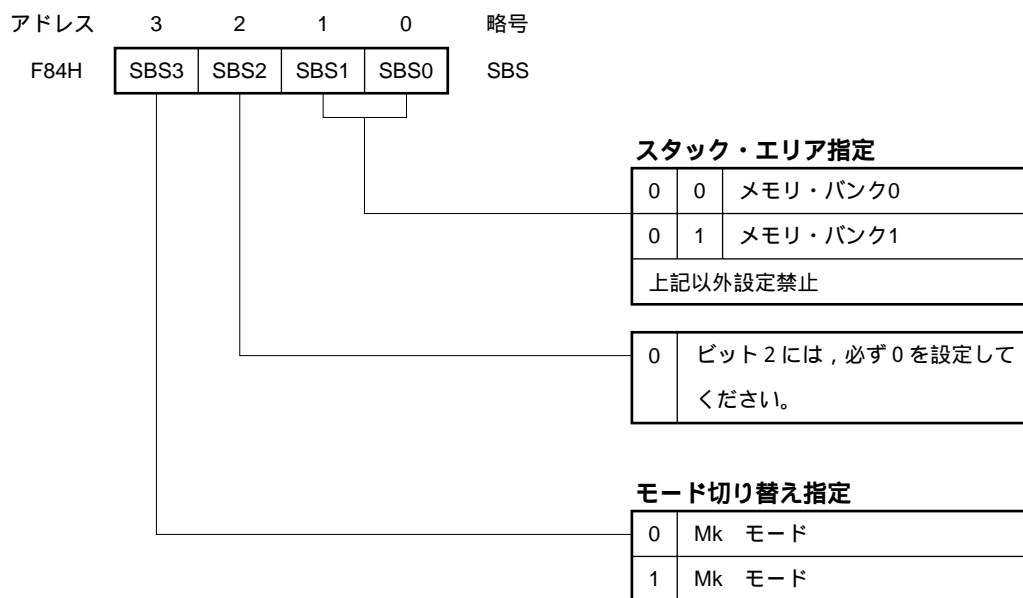 アドレス 3 2 1 0 略号
F84H SBS3 SBS2 SBS1 SBS0 SBS
スタック・エリア指定
0 0 メモリ・バンク0
0 1 メモリ・バンク1
上記以外設定禁止
0 ビット2には,必ず0を設定して
ください。
モード切り替え指定
0 Mk モード
1 Mk モード